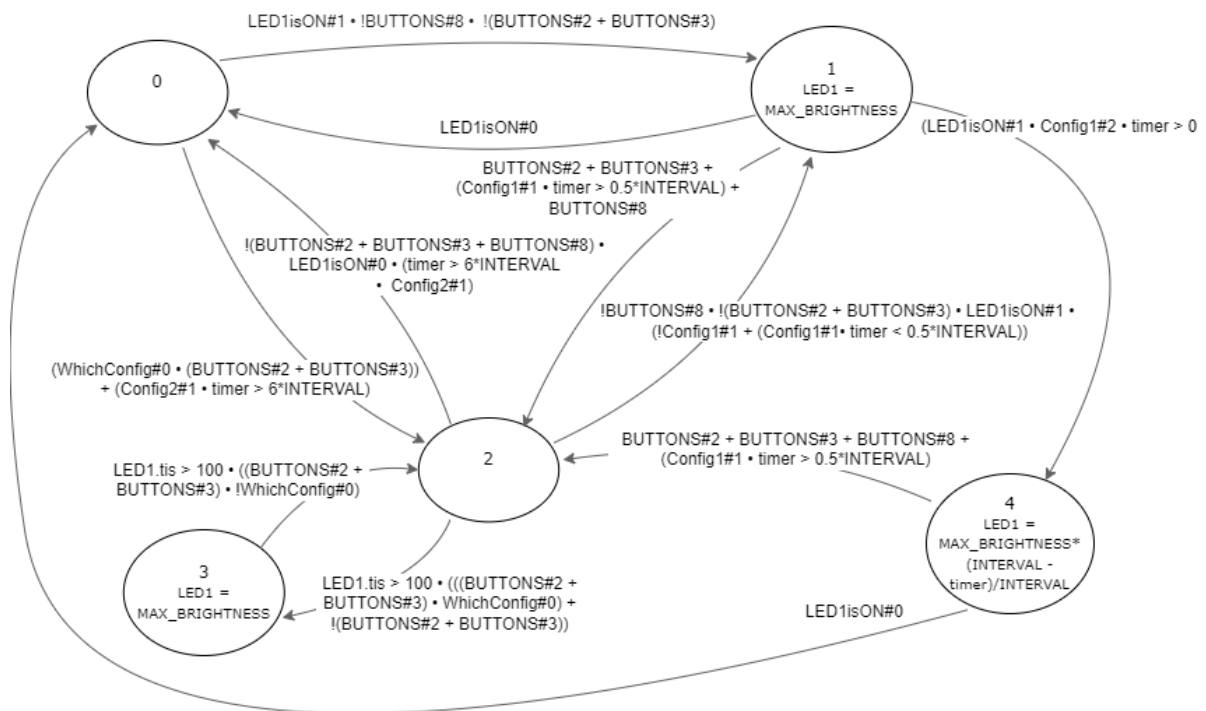 LED1isON#1 • !BUTTONS#8 • !(BUTTONS#2 + BUTTONS#3)
0
1
LED1 =
MAX_BRIGHTNESS
LED1isON#0
(LED1isON#1 • Config1#2 • timer > 0
BUTTONS#2 + BUTTONS#3 +
(Config1#1 • timer > 0.5*INTERVAL) +
BUTTONS#8
!(BUTTONS#2 + BUTTONS#3 + BUTTONS#8) •
LED1isON#0 • (timer > 6*INTERVAL
• Config2#1)
!BUTTONS#8 • !(BUTTONS#2 + BUTTONS#3) • LED1isON#1 •
(!Config1#1 + (Config1#1• timer < 0.5*INTERVAL))
(WhichConfig#0 • (BUTTONS#2 + BUTTONS#3))
+ (Config2#1 • timer > 6*INTERVAL)
2
BUTTONS#2 + BUTTONS#3 + BUTTONS#8 +
(Config1#1 • timer > 0.5*INTERVAL)
LED1.tis > 100 • ((BUTTONS#2 +
BUTTONS#3) • !WhichConfig#0)
4
LED1 =
MAX_BRIGHTNESS*
(INTERVAL -
timer)/INTERVAL
3
LED1 =
MAX_BRIGHTNESS
LED1.tis > 100 • (((BUTTONS#2 +
BUTTONS#3) • WhichConfig#0) +
!(BUTTONS#2 + BUTTONS#3))
LED1isON#0